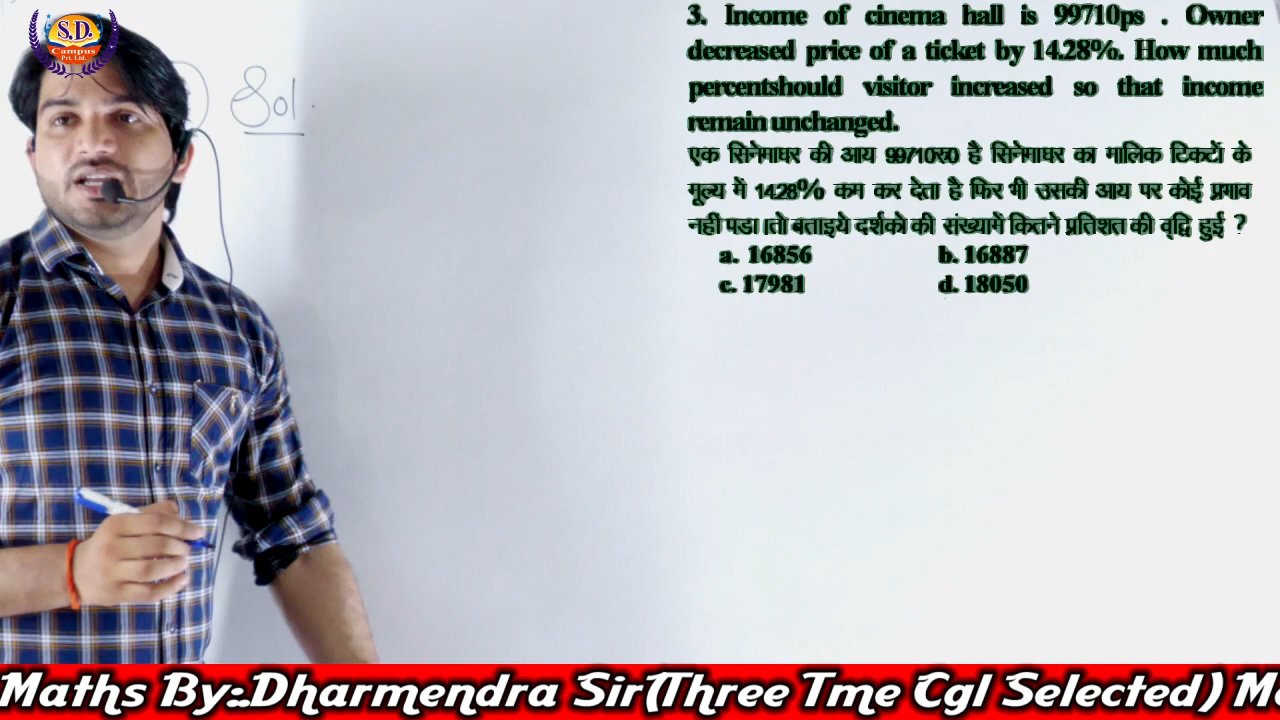 S.D.
Campus
Pvt. Ltd.
Sol
3. Income of cinema hall is 99710ps . Owner
decreased price of a ticket by 14.28%. How much
percentshould visitor increased so that income
remain unchanged.
एक सिनेमाघर की आय 99710रु0 है सिनेमाघर का मालिक टिकटों के
मूल्य में 14.28% कम कर देता है फिर भी उसकी आय पर कोई प्रभाव
नही पडा।तो बताइये दर्शको की संख्यामें कितने प्रतिशत की वृद्वि हुई ?
a. 16856 b. 16887
c. 17981 d. 18050
Maths By:-Dharmendra Sir(Three Tme Cgl Selected)